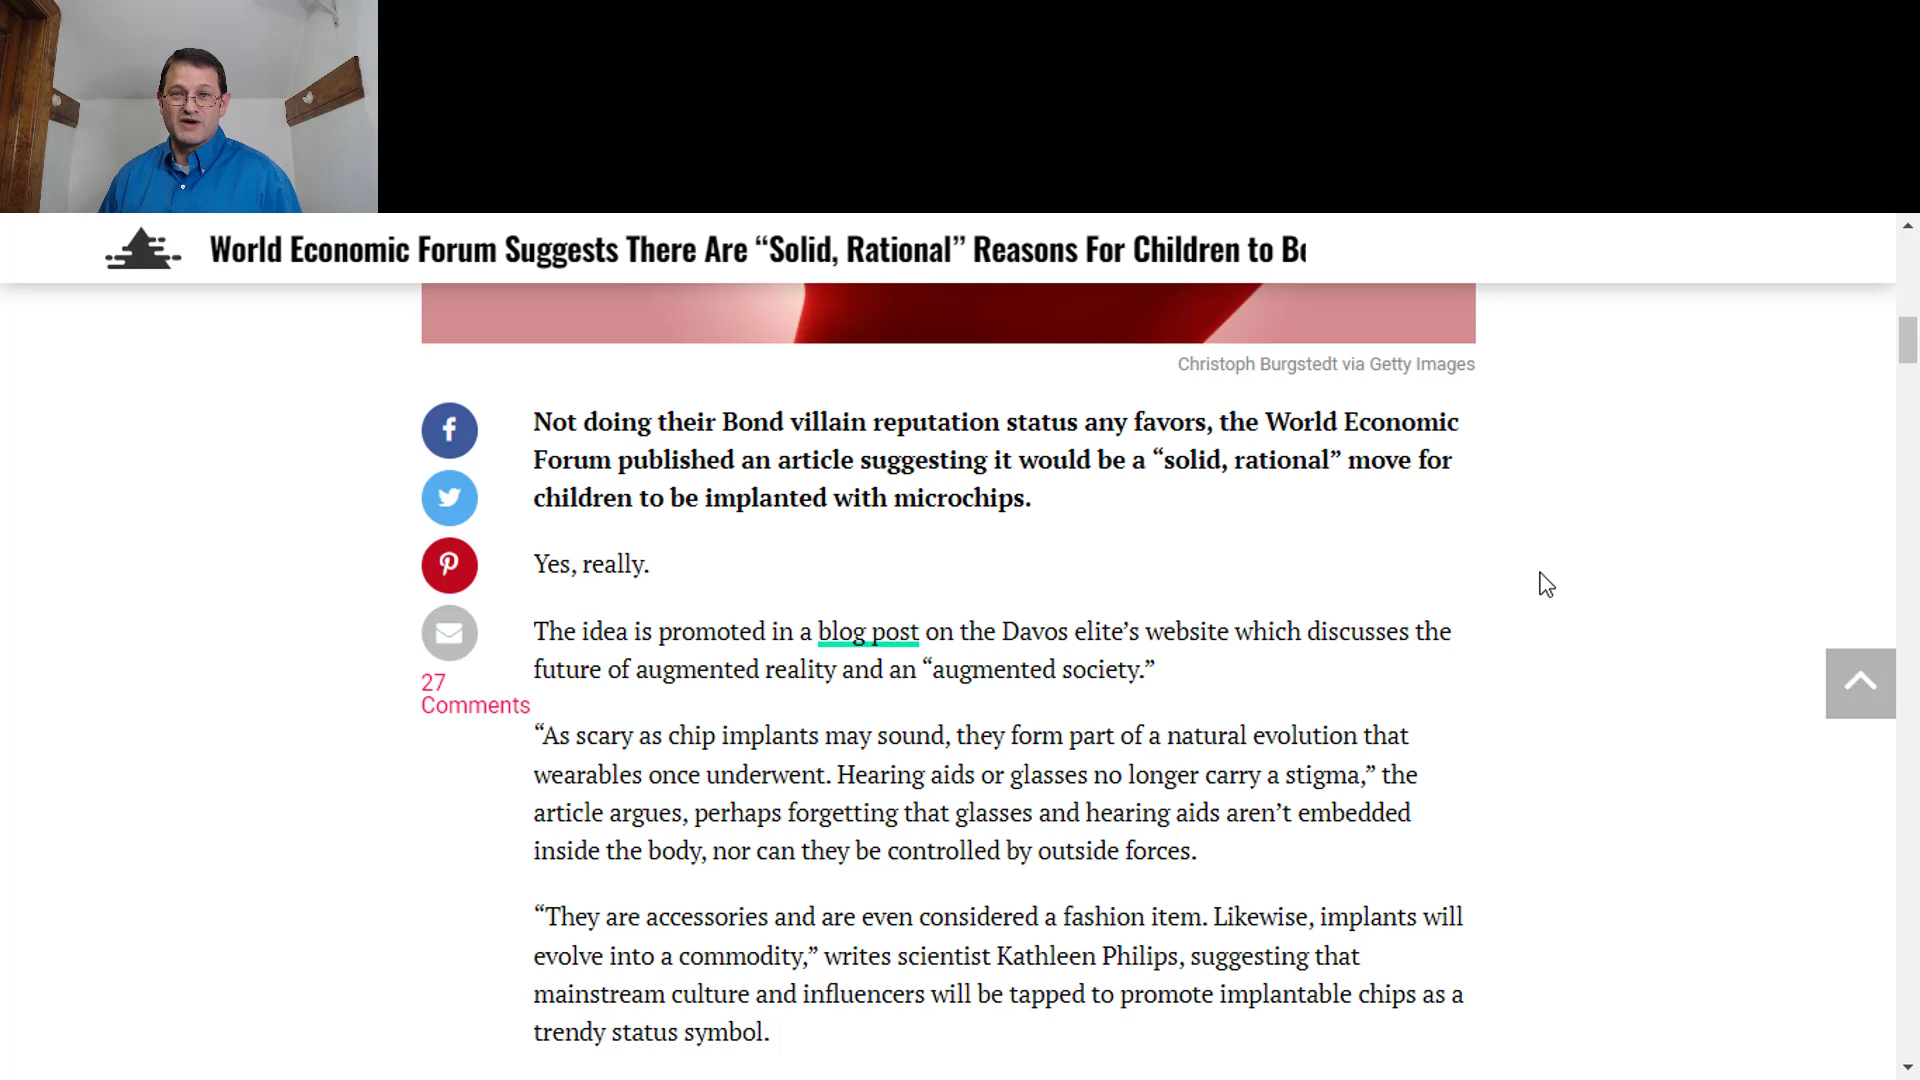 World Economic Forum Suggests There Are “Solid, Rational” Reasons For Children to Be
Christoph Burgstedt via Getty Images
Not doing their Bond villain reputation status any favors, the World Economic
Forum published an article suggesting it would be a “solid, rational” move for
children to be implanted with microchips.
Yes, really.
The idea is promoted in a blog post on the Davos elite’s website which discusses the
future of augmented reality and an “augmented society.”
27
Comments
“As scary as chip implants may sound, they form part of a natural evolution that
wearables once underwent. Hearing aids or glasses no longer carry a stigma,” the
article argues, perhaps forgetting that glasses and hearing aids aren’t embedded
inside the body, nor can they be controlled by outside forces.
“They are accessories and are even considered a fashion item. Likewise, implants will
evolve into a commodity,” writes scientist Kathleen Philips, suggesting that
mainstream culture and influencers will be tapped to promote implantable chips as a
trendy status symbol.